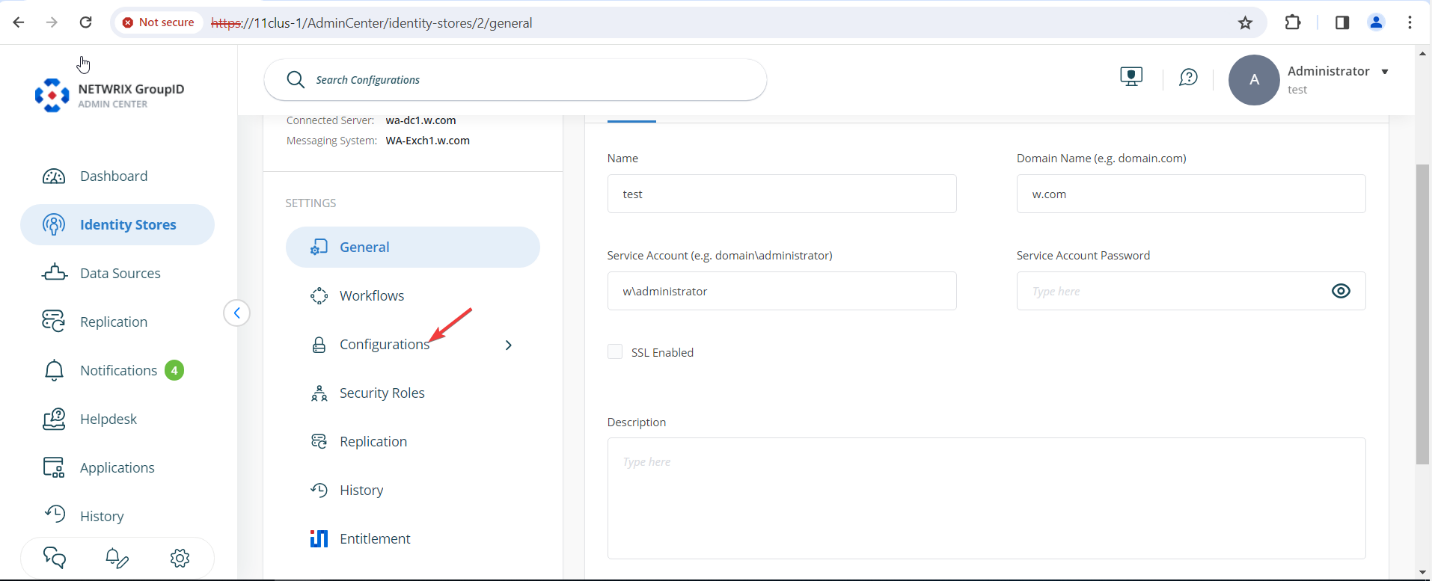 Not secure https://11clus-1/AdminCenter/identity-stores/2/general
NETWRIX GroupID
ADMIN CENTER
Dashboard
Identity Stores
Data Sources
Replication
Notifications 4
Helpdesk
Applications
History
Search Configurations
A
Administrator
test
Connected Server: wa-dc1.w.com
Messaging System: WA-Exch1.w.com
SETTINGS
General
Workflows
Configurations
Security Roles
Replication
History
Entitlement
Name
test
Domain Name (e.g. domain.com)
w.com
Service Account (e.g. domain\administrator)
w\administrator
Service Account Password
Type here
SSL Enabled
Description
Type here